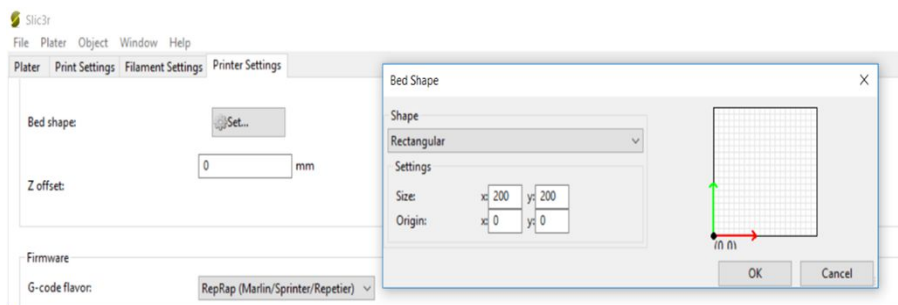 Slic3r
File Plater Object Window Help
Plater Print Settings Filament Settings Printer Settings
Bed shape:
Set...
Z offset:
0 mm
Firmware
G-code flavor:
RepRap (Marlin/Sprinter/Repetier)
Bed Shape
X
Shape
Rectangular
Settings
Size: x: 200 y: 200
Origin: x: 0 y: 0
(0,0)
OK Cancel